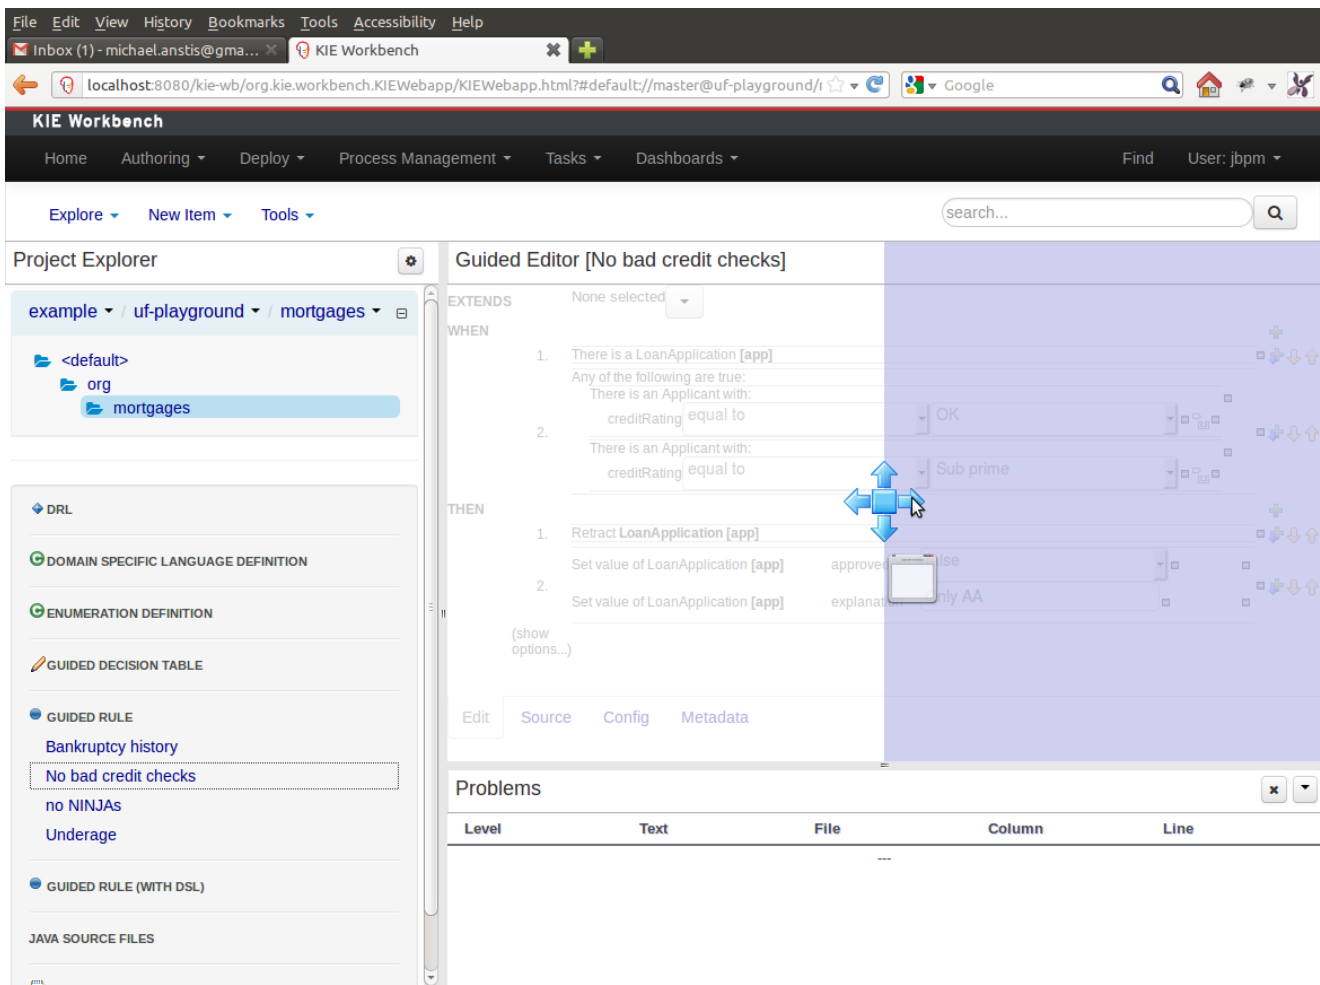 File Edit View History Bookmarks Tools Accessibility Help
Inbox (1) - michael.anstis@gma...
KIE Workbench
localhost:8080/kie-wb/org.kie.workbench.KIEWebapp/KIEWebapp.html?#default://master@uf-playground/
Google
KIE Workbench
Home Authoring Deploy Process Management Tasks Dashboards Find User: jbpm
Explore New Item Tools search...
Project Explorer
example / uf-playground / mortgages
<default>
org
mortgages
DRL
DOMAIN SPECIFIC LANGUAGE DEFINITION
ENUMERATION DEFINITION
GUIDED DECISION TABLE
GUIDED RULE
Bankruptcy history
No bad credit checks
no NINJAs
Underage
GUIDED RULE (WITH DSL)
JAVA SOURCE FILES
Guided Editor [No bad credit checks]
EXTENDS None selected
WHEN
1. There is a LoanApplication [app]
Any of the following are true:
There is an Applicant with:
creditRating equal to OK
2.
There is an Applicant with:
creditRating equal to Sub prime
THEN
1. Retract LoanApplication [app]
Set value of LoanApplication [app] approved
2.
Set value of LoanApplication [app] AA
(show
options...)
Edit Source Config Metadata
Problems
Level Text File Column Line
---